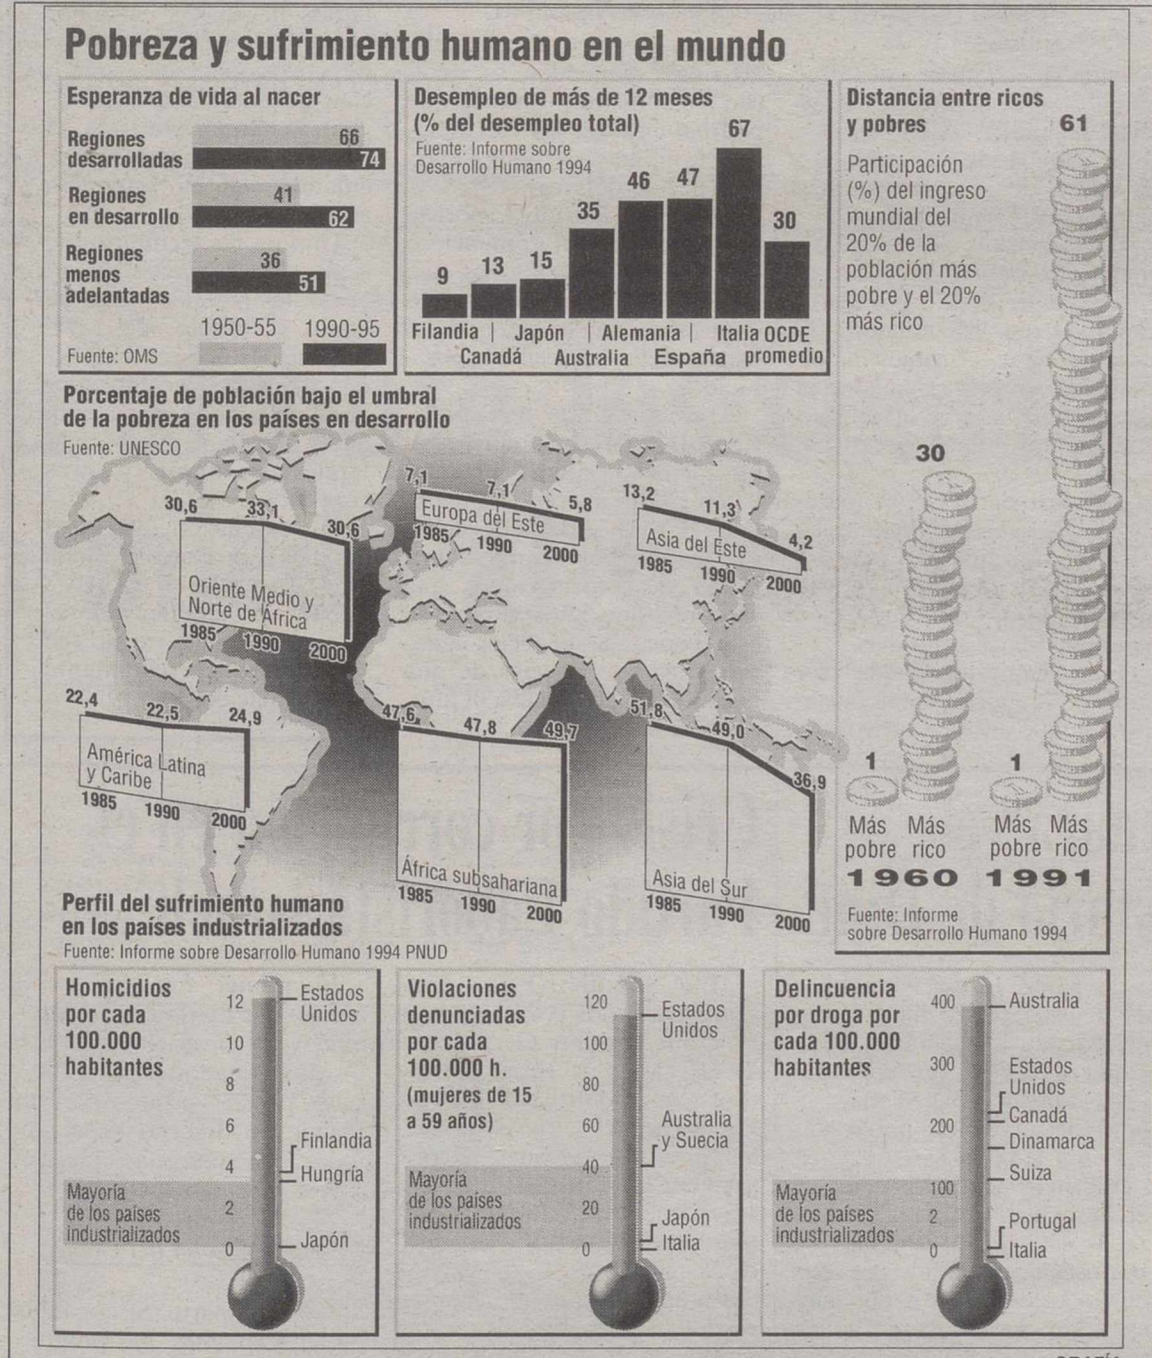 Pobreza y sufrimiento humano en el mundo
Esperanza de vida al nacer
Regiones
desarrolladas
66
74
Regiones
en desarrollo
41
62
Regiones
menos
adelantadas
36
51
1950-55 1990-95
Fuente: OMS
Desempleo de más de 12 meses
(% del desempleo total)
Fuente: Informe sobre
Desarrollo Humano 1994
9 13 15 35 46 47 67 30
Filandia | Japón | Alemania | Italia OCDE
Canadá Australia España promedio
Distancia entre ricos
y pobres
Participación
(%) del ingreso
mundial del
20% de la
población más
pobre y el 20%
más rico
61
30
1
1
Más Más Más Más
pobre rico pobre rico
1960 1991
Fuente: Informe
sobre Desarrollo Humano 1994
Porcentaje de población bajo el umbral
de la pobreza en los países en desarrollo
Fuente: UNESCO
30,6 33,1 30,6
Oriente Medio y
Norte de África
1985 1990 2000
7,1 7,1 5,8
Europa del Este
1985 1990 2000
13,2 11,3 4,2
Asia del Este
1985 1990 2000
22,4 22,5 24,9
América Latina
y Caribe
1985 1990 2000
47,6 47,8 49,7
África subsahariana
1985 1990 2000
51,8 49,0 36,9
Asia del Sur
1985 1990 2000
Perfil del sufrimiento humano
en los países industrializados
Fuente: Informe sobre Desarrollo Humano 1994 PNUD
Homicidios
por cada
100.000
habitantes
12
10
8
6
4
2
0
Estados
Unidos
Finlandia
Hungría
Japón
Mayoría
de los países
industrializados
Violaciones
denunciadas
por cada
100.000 h.
(mujeres de 15
a 59 años)
120
100
80
60
40
20
0
Estados
Unidos
Australia
y Suecia
Japón
Italia
Mayoría
de los países
industrializados
Delincuencia
por droga por
cada 100.000
habitantes
400
300
200
100
2
0
Australia
Estados
Unidos
Canadá
Dinamarca
Suiza
Portugal
Italia
Mayoría
de los países
industrializados